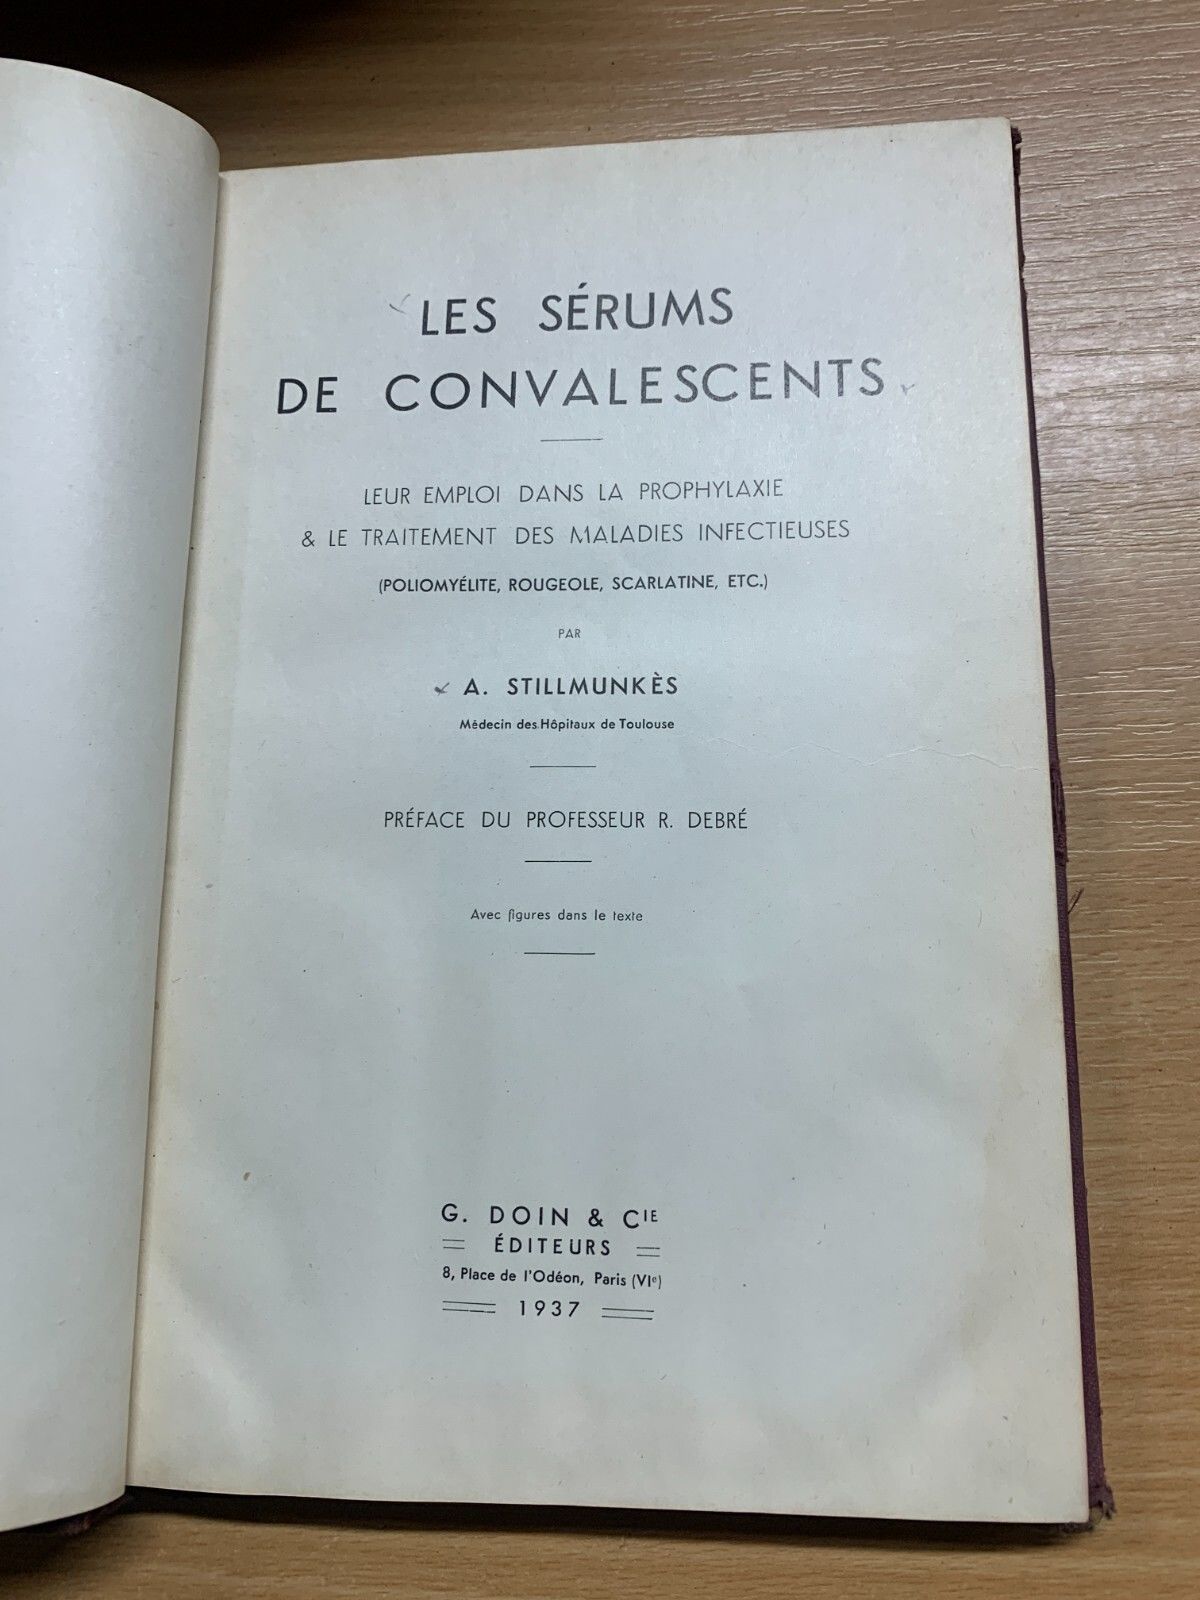 LES SÉRUMS
DE CONVALESCENTS
LEUR EMPLOI DANS LA PROPHYLAXIE
& LE TRAITEMENT DES MALADIES INFECTIEUSES
(POLIOMYÉLITE, ROUGEOLE, SCARLATINE, ETC.)
PAR
A. STILLMUNKÈS
Médecin des Hôpitaux de Toulouse
PRÉFACE DU PROFESSEUR R. DEBRÉ
Avec figures dans le texte
G. DOIN & CIE
ÉDITEURS
8, Place de l'Odéon, Paris (VIe)
1937